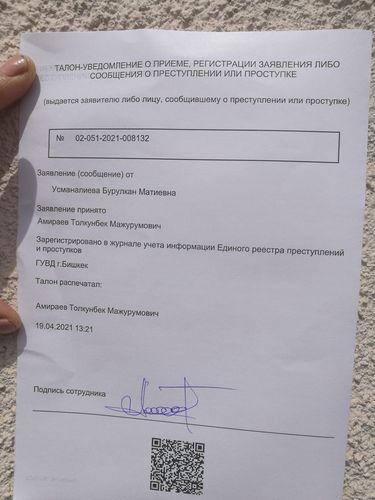 ТАЛОН-УВЕДОМЛЕНИЕ О ПРИЕМЕ, РЕГИСТРАЦИИ ЗАЯВЛЕНИЯ ЛИБО
СООБЩЕНИЯ О ПРЕСТУПЛЕНИИ ИЛИ ПРОСТУПКЕ
(выдается заявителю либо лицу, сообщившему о преступлении или проступке)
№ 02-051-2021-008132
Заявление (сообщение) от
Усманалиева Бурулкан Матиевна
Заявление принято
Амираев Толкунбек Мажурумович
Зарегистрировано в журнале учета информации Единого реестра преступлений
и проступков
ГУВД г.Бишкек
Талон распечатал:
Амираев Толкунбек Мажурумович
19.04.2021 13:21
Подпись сотрудника